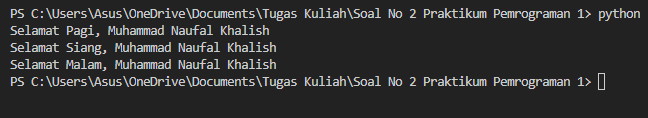 PS C:\Users\Asus\OneDrive\Documents\Tugas Kuliah\Soal No 2 Praktikum Pemrograman 1> python
Selamat Pagi, Muhammad Naufal Khalish
Selamat Siang, Muhammad Naufal Khalish
Selamat Malam, Muhammad Naufal Khalish
PS C:\Users\Asus\OneDrive\Documents\Tugas Kuliah\Soal No 2 Praktikum Pemrograman 1>